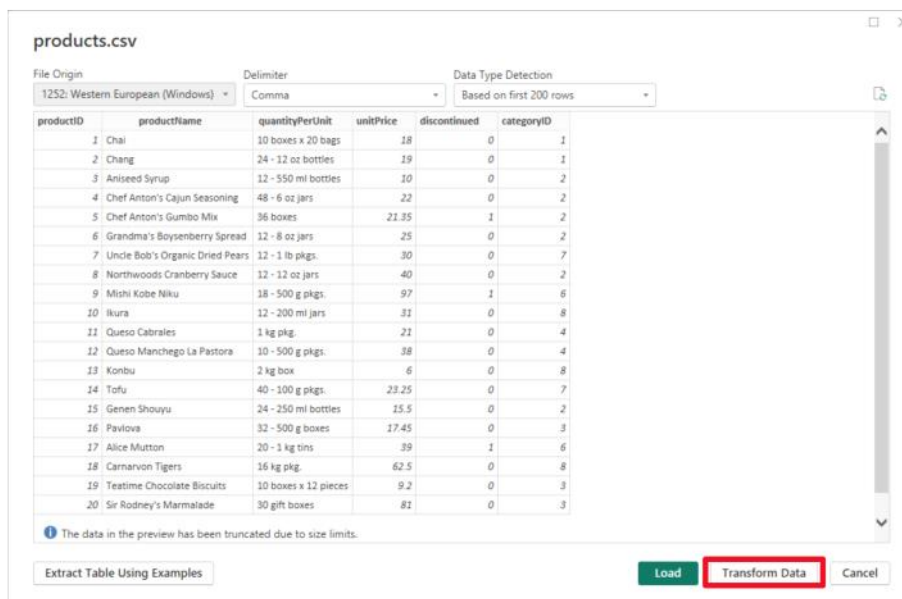 products.csv
File Origin Delimiter Data Type Detection
1252: Western European (Windows) Comma Based on first 200 rows
productID productName quantityPerUnit unitPrice discontinued categoryID
1 Chai 10 boxes x 20 bags 18 0 1
2 Chang 24 - 12 oz bottles 19 0 1
3 Aniseed Syrup 12 - 550 ml bottles 10 0 2
4 Chef Anton's Cajun Seasoning 48 - 6 oz jars 22 0 2
5 Chef Anton's Gumbo Mix 36 boxes 21.35 1 2
6 Grandma's Boysenberry Spread 12 - 8 oz jars 25 0 2
7 Uncle Bob's Organic Dried Pears 12 - 1 lb pkgs. 30 0 7
8 Northwoods Cranberry Sauce 12 - 12 oz jars 40 0 2
9 Mishi Kobe Niku 18 - 500 g pkgs. 97 1 6
10 Ikura 12 - 200 ml jars 31 0 8
11 Queso Cabrales 1 kg pkg. 21 0 4
12 Queso Manchego La Pastora 10 - 500 g pkgs. 38 0 4
13 Konbu 2 kg box 6 0 8
14 Tofu 40 - 100 g pkgs. 23.25 0 7
15 Genen Shouyu 24 - 250 ml bottles 15.5 0 2
16 Pavlova 32 - 500 g boxes 17.45 0 3
17 Alice Mutton 20 - 1 kg tins 39 1 6
18 Carnarvon Tigers 16 kg pkg. 62.5 0 8
19 Teatime Chocolate Biscuits 10 boxes x 12 pieces 9.2 0 3
20 Sir Rodney's Marmalade 30 gift boxes 81 0 3
The data in the preview has been truncated due to size limits.
Extract Table Using Examples Load Transform Data Cancel